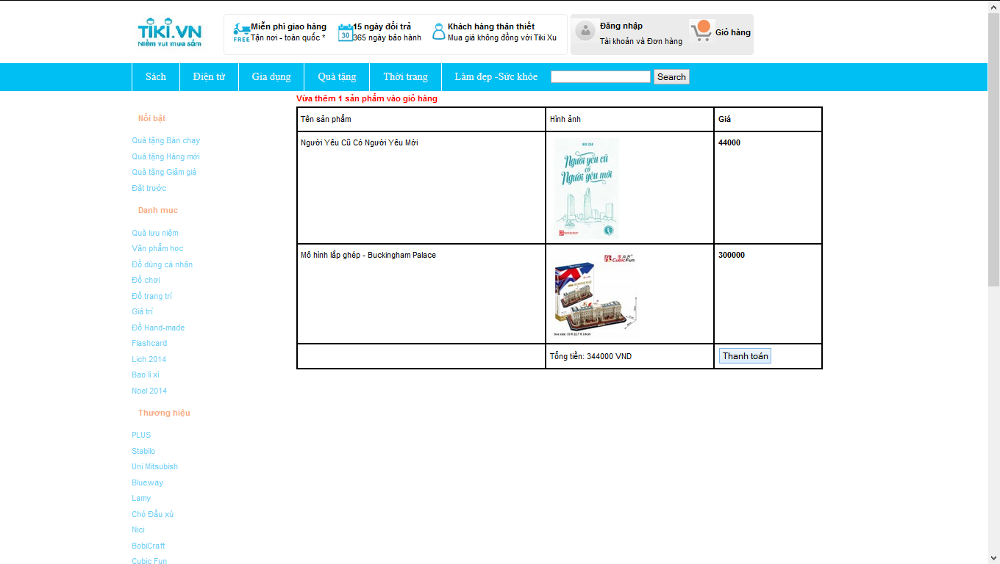 TIKI.VN
Niềm vui mua sắm
FREE
Miễn phí giao hàng
Tận nơi - toàn quốc *
30
15 ngày đổi trả
365 ngày bảo hành
Khách hàng thân thiết
Mua giá không đồng với Tiki Xu
Đăng nhập
Tài khoản và Đơn hàng
Giỏ hàng
Sách
Điện tử
Gia dụng
Quà tặng
Thời trang
Làm đẹp -Sức khỏe
Search
Vừa thêm 1 sản phẩm vào giỏ hàng
Nổi bật
Quà tặng Bán chạy
Quà tặng Hàng mới
Quà tặng Giảm giá
Đặt trước
Danh mục
Quà lưu niệm
Văn phẩm học
Đồ dùng cá nhân
Đồ chơi
Đồ trang trí
Giả trí
Đồ Hand-made
Flashcard
Lịch 2014
Bao lì xì
Noel 2014
Thương hiệu
PLUS
Stabilo
Uni Mitsubish
Blueway
Lamy
Chó Đầu xù
Nici
BobiCraft
Cubic Fun
Tên sản phẩm
Hình ảnh
Giá
Người Yêu Cũ Có Người Yêu Mới
Người yêu cũ
có
Người yêu mới
44000
Mô hình lắp ghép - Buckingham Palace
CubicFun
300000
Tổng tiền: 344000 VND
Thanh toán